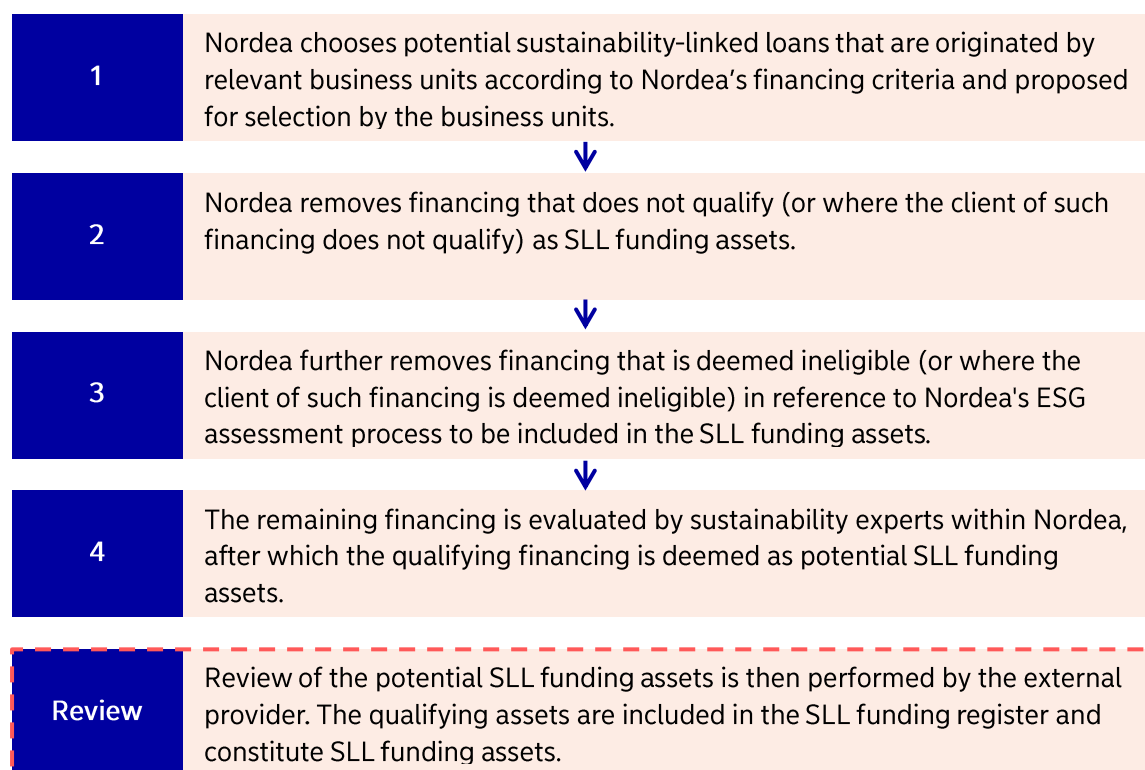 1
Nordea chooses potential sustainability-linked loans that are originated by
relevant business units according to Nordea’s financing criteria and proposed
for selection by the business units.
2
Nordea removes financing that does not qualify (or where the client of such
financing does not qualify) as SLL funding assets.
3
Nordea further removes financing that is deemed ineligible (or where the
client of such financing is deemed ineligible) in reference to Nordea's ESG
assessment process to be included in the SLL funding assets.
4
The remaining financing is evaluated by sustainability experts within Nordea,
after which the qualifying financing is deemed as potential SLL funding
assets.
Review
Review of the potential SLL funding assets is then performed by the external
provider. The qualifying assets are included in the SLL funding register and
constitute SLL funding assets.